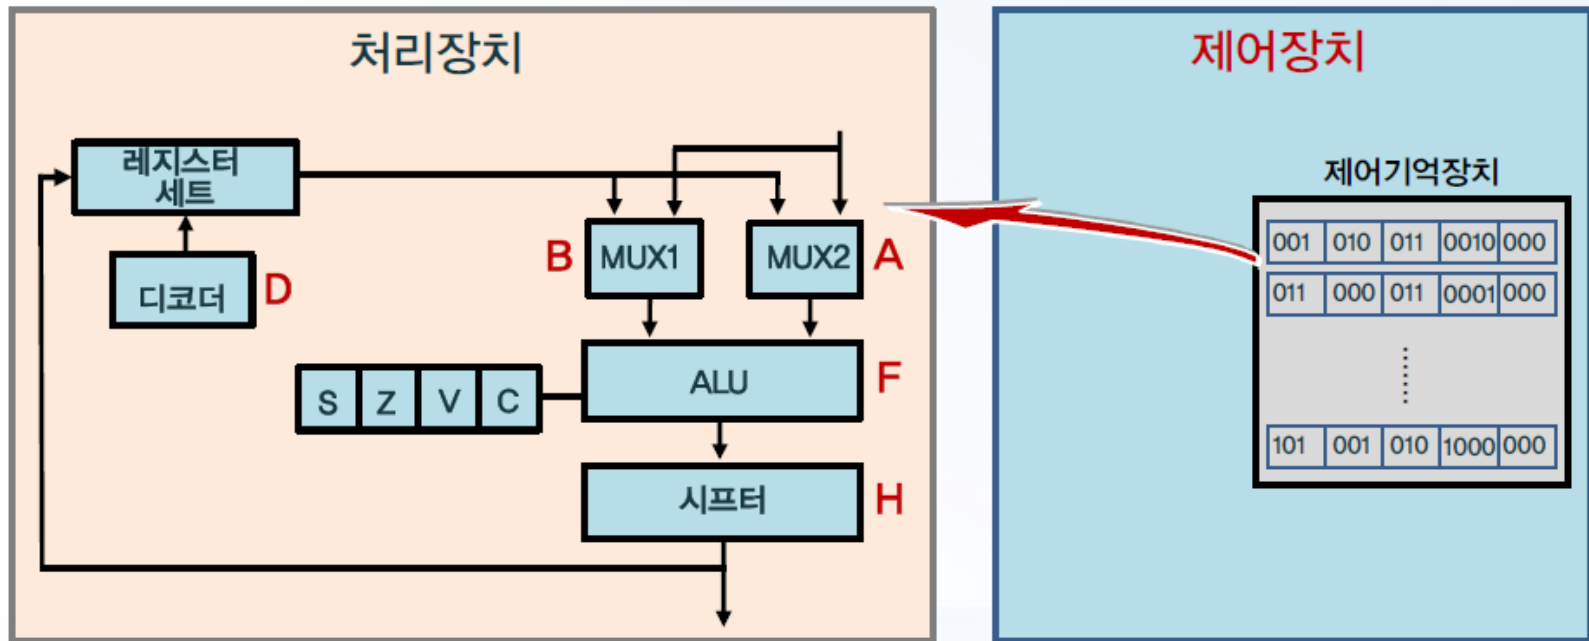 처리장치
레지스터
세트
디코더
D
B
MUX1
MUX2
A
S Z V C
ALU
F
시프터
H
제어장치
제어기억장치
001 010 011 0010 000
011 000 011 0001 000
101 001 010 1000 000